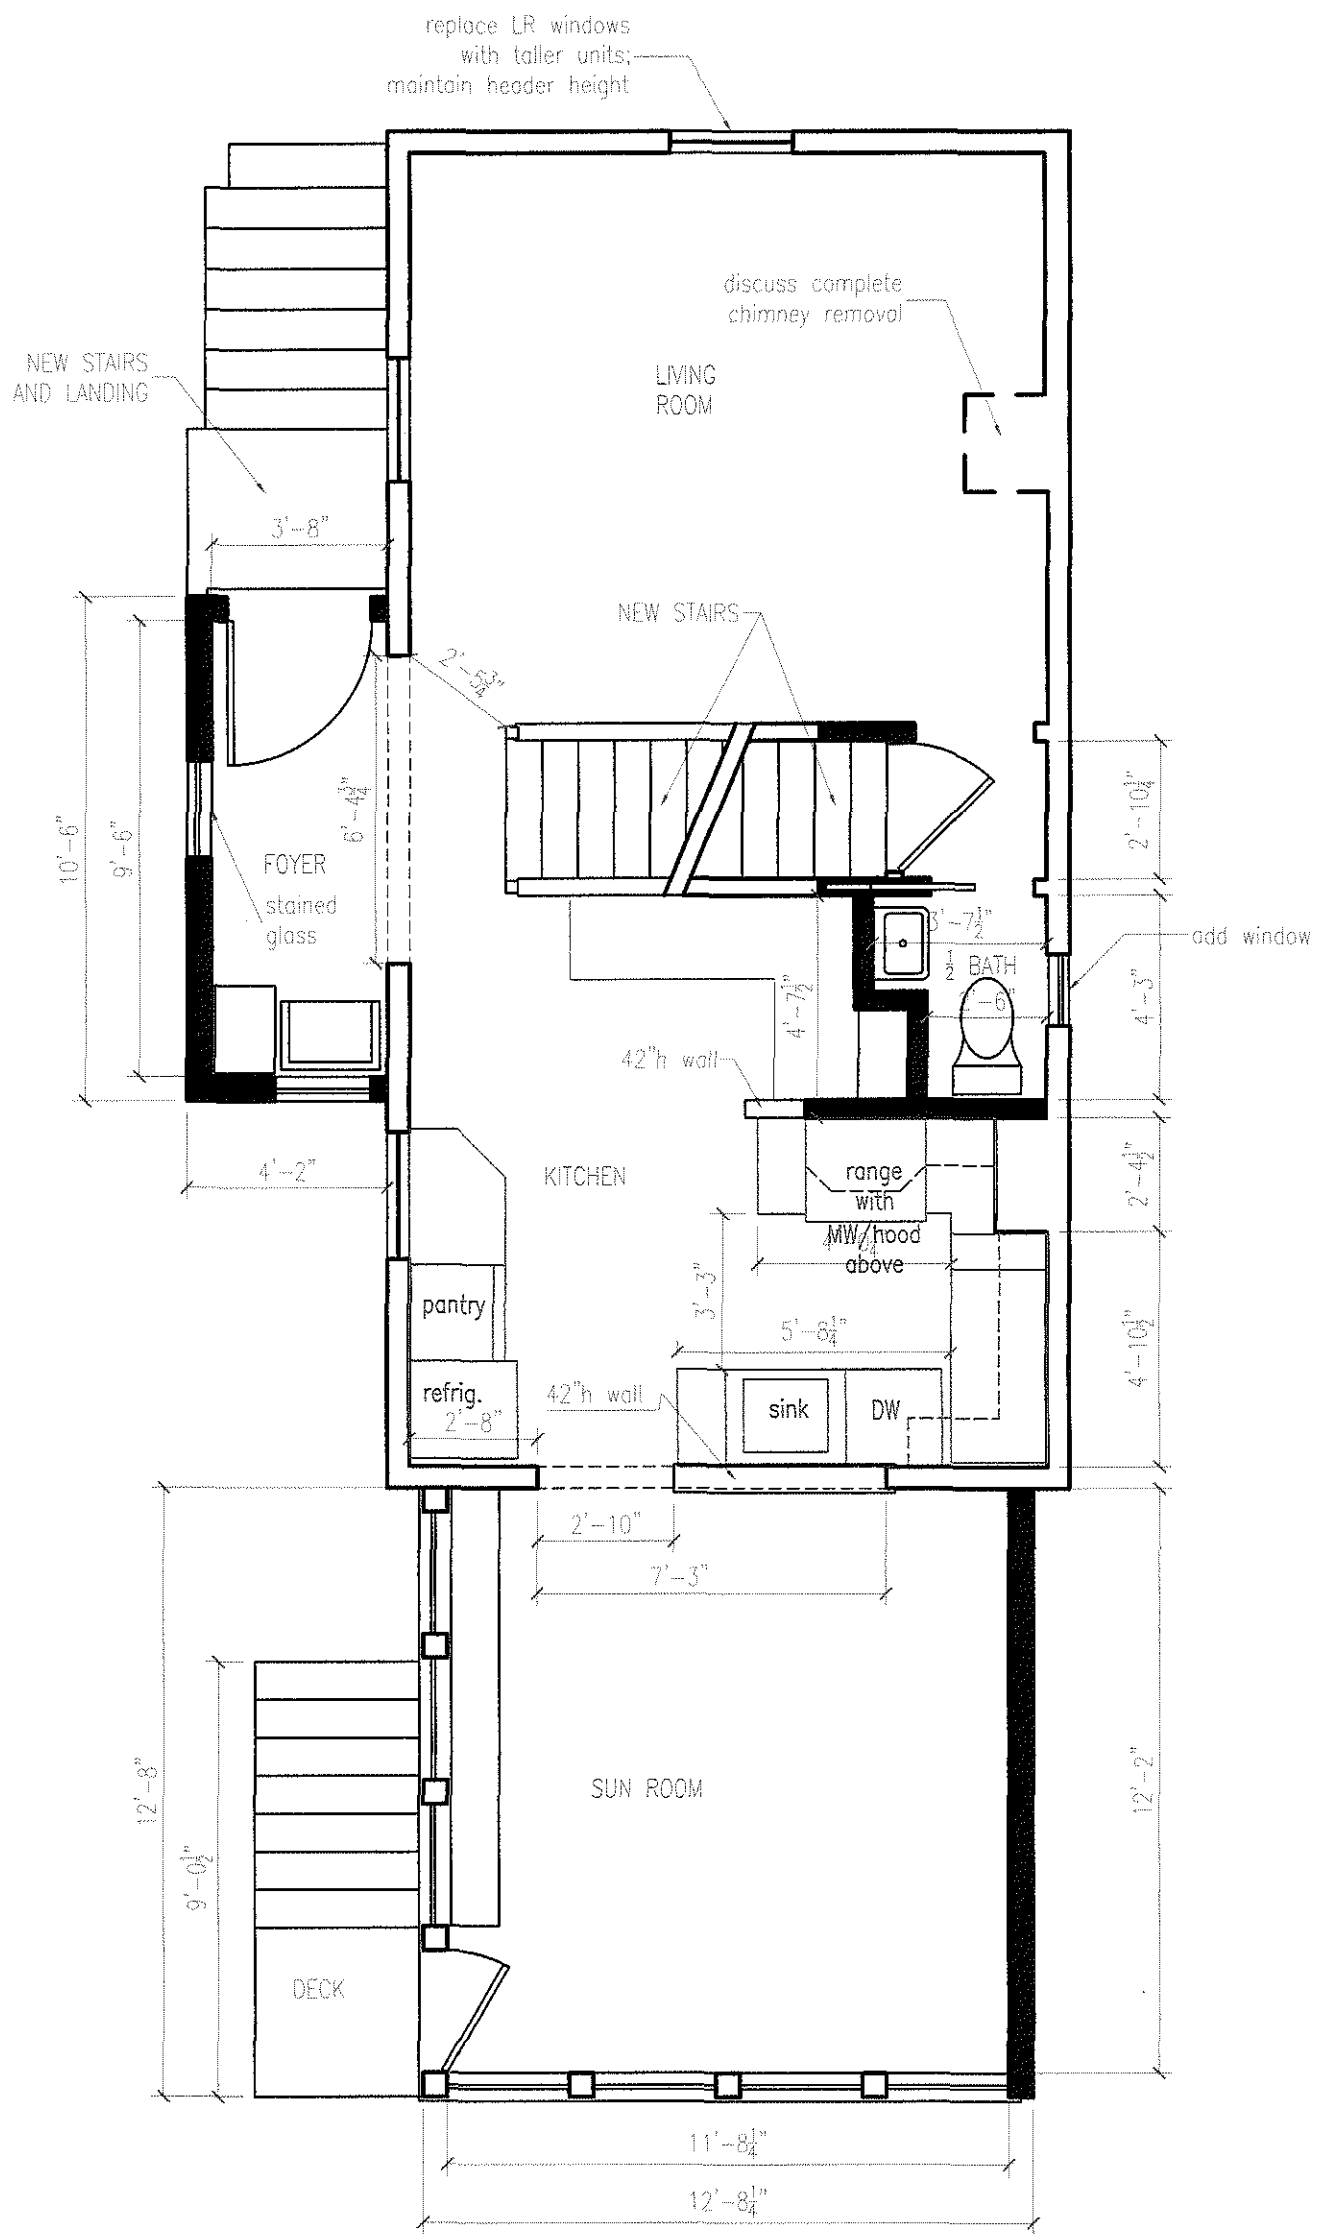 replace LR windows
with taller units;
maintain header height
discuss complete
chimney removal
NEW STAIRS
AND LANDING
LIVING
ROOM
3'-8"
NEW STAIRS
2'-5¾"
10'-6"
9'-6"
6'-4½"
2'-10¼"
FOYER
stained
glass
3'-7½"
½ BATH
2'-6"
add window
4'-7½"
4'-3"
42"h wall
4'-2"
KITCHEN
range
with
MW/hood
above
2'-4½"
3'-3"
pantry
5'-8¼"
4'-10½"
refrig.
2'-8"
42"h wall
sink
DW
2'-10"
7'-3"
12'-8"
9'-0½"
SUN ROOM
12'-2"
DECK
11'-8¼"
12'-8¼"